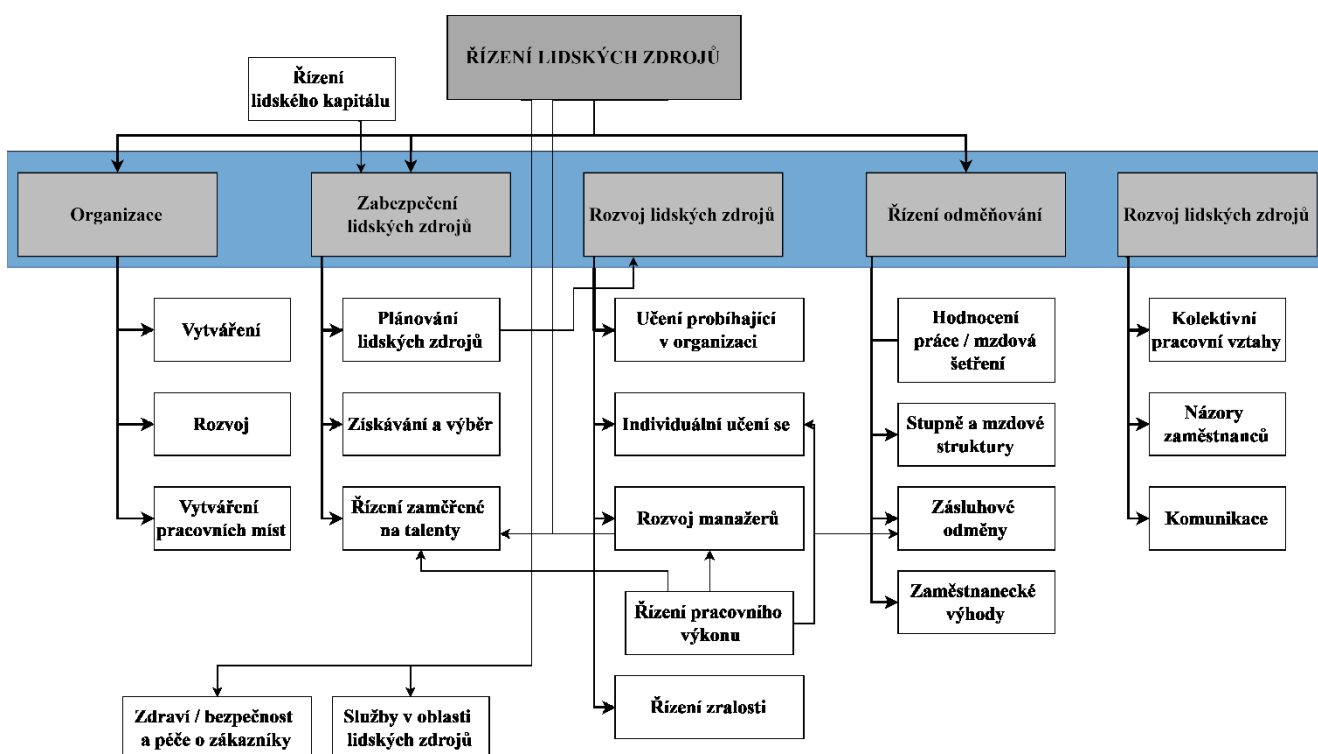 ŘÍZENÍ LIDSKÝCH ZDROJŮ
Řízení
lidského kapitálu
Organizace
Zabezpečení
lidských zdrojů
Rozvoj lidských zdrojů
Řízení odměňování
Rozvoj lidských zdrojů
Vytváření
Rozvoj
Vytváření
pracovních míst
Plánování
lidských zdrojů
Získávání a výběr
Řízení zaměřené
na talenty
Učení probíhající
v organizaci
Individuální učení se
Rozvoj manažerů
Řízení pracovního
výkonu
Řízení zralosti
Hodnocení
práce / mzdová
šetření
Stupně a mzdové
struktury
Zásluhové
odměny
Zaměstnanecké
výhody
Kolektivní
pracovní vztahy
Názory
zaměstnanců
Komunikace
Zdraví / bezpečnost
a péče o zákazníky
Služby v oblasti
lidských zdrojů